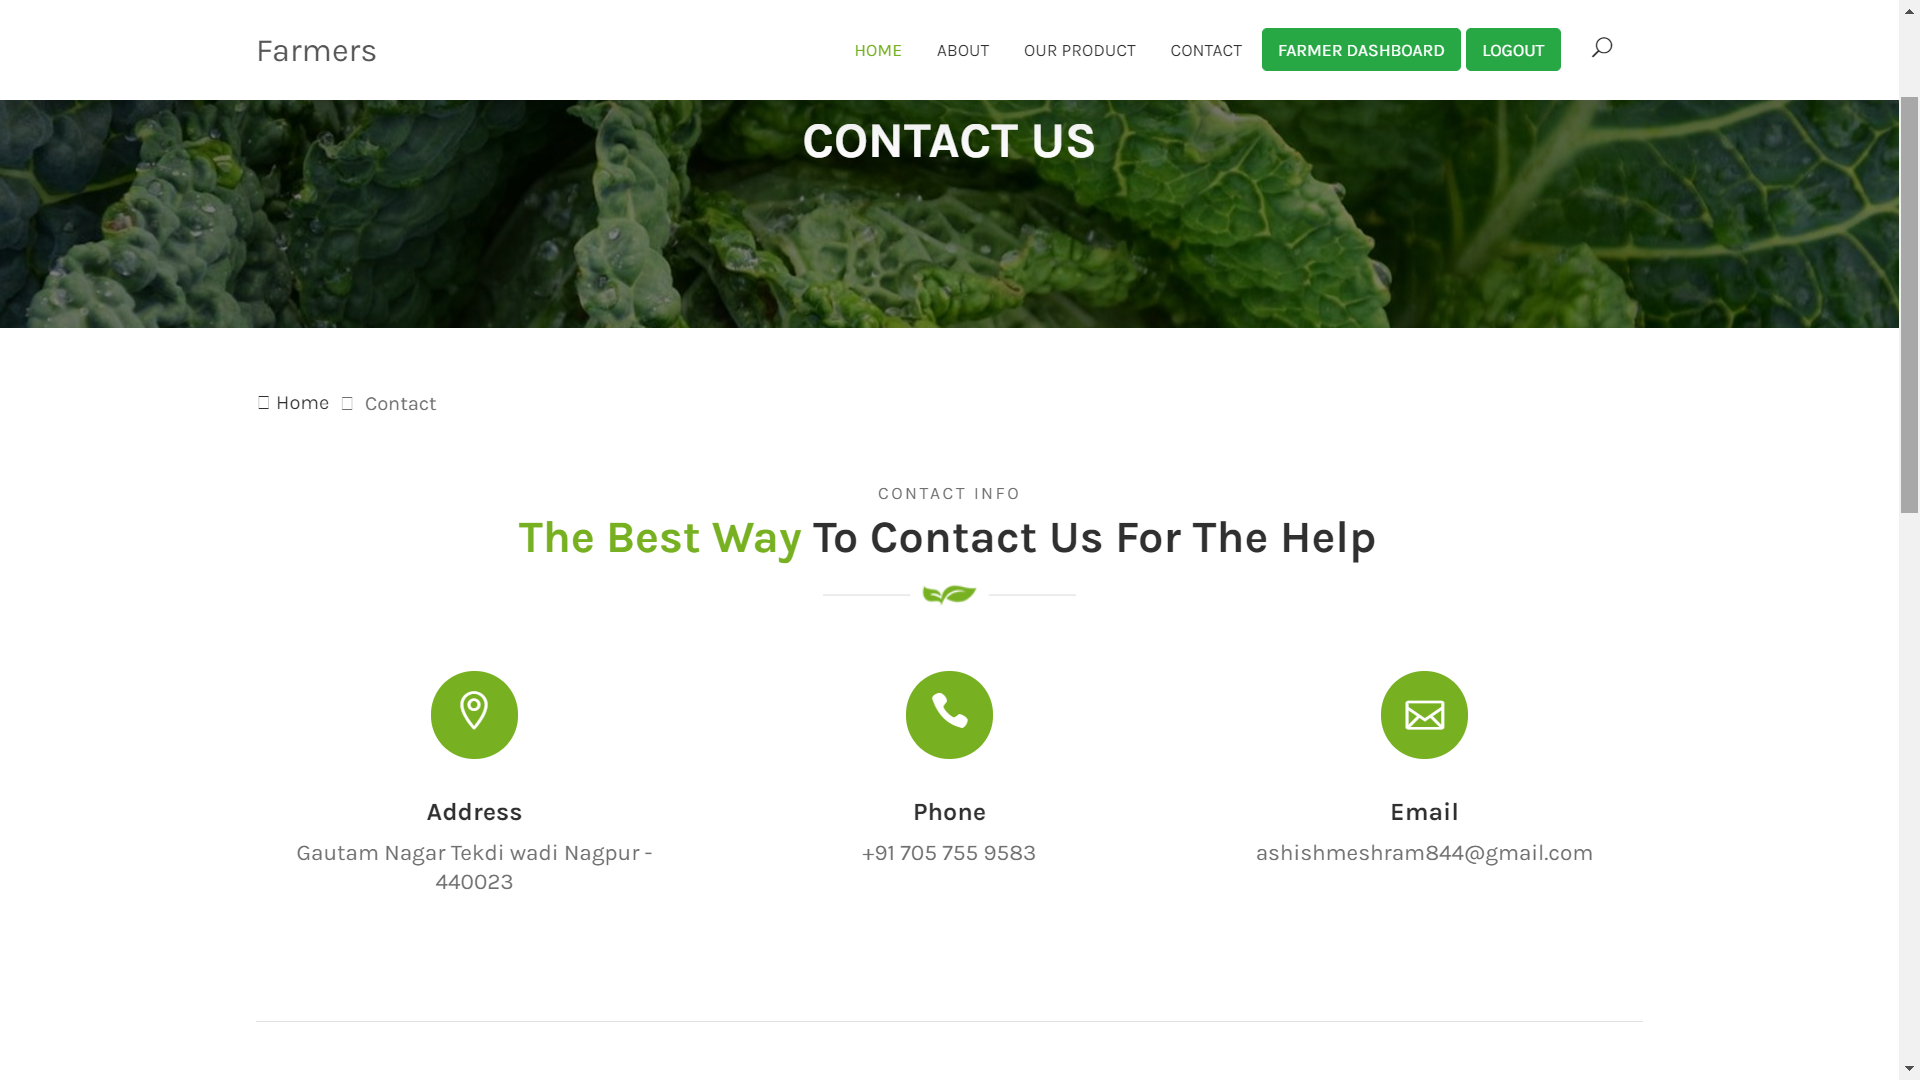 Farmers
HOME ABOUT OUR PRODUCT CONTACT FARMER DASHBOARD LOGOUT
CONTACT US
Home Contact
CONTACT INFO
The Best Way To Contact Us For The Help
Address
Gautam Nagar Tekdi wadi Nagpur -
440023
Phone
+91 705 755 9583
Email
ashishmeshram844@gmail.com